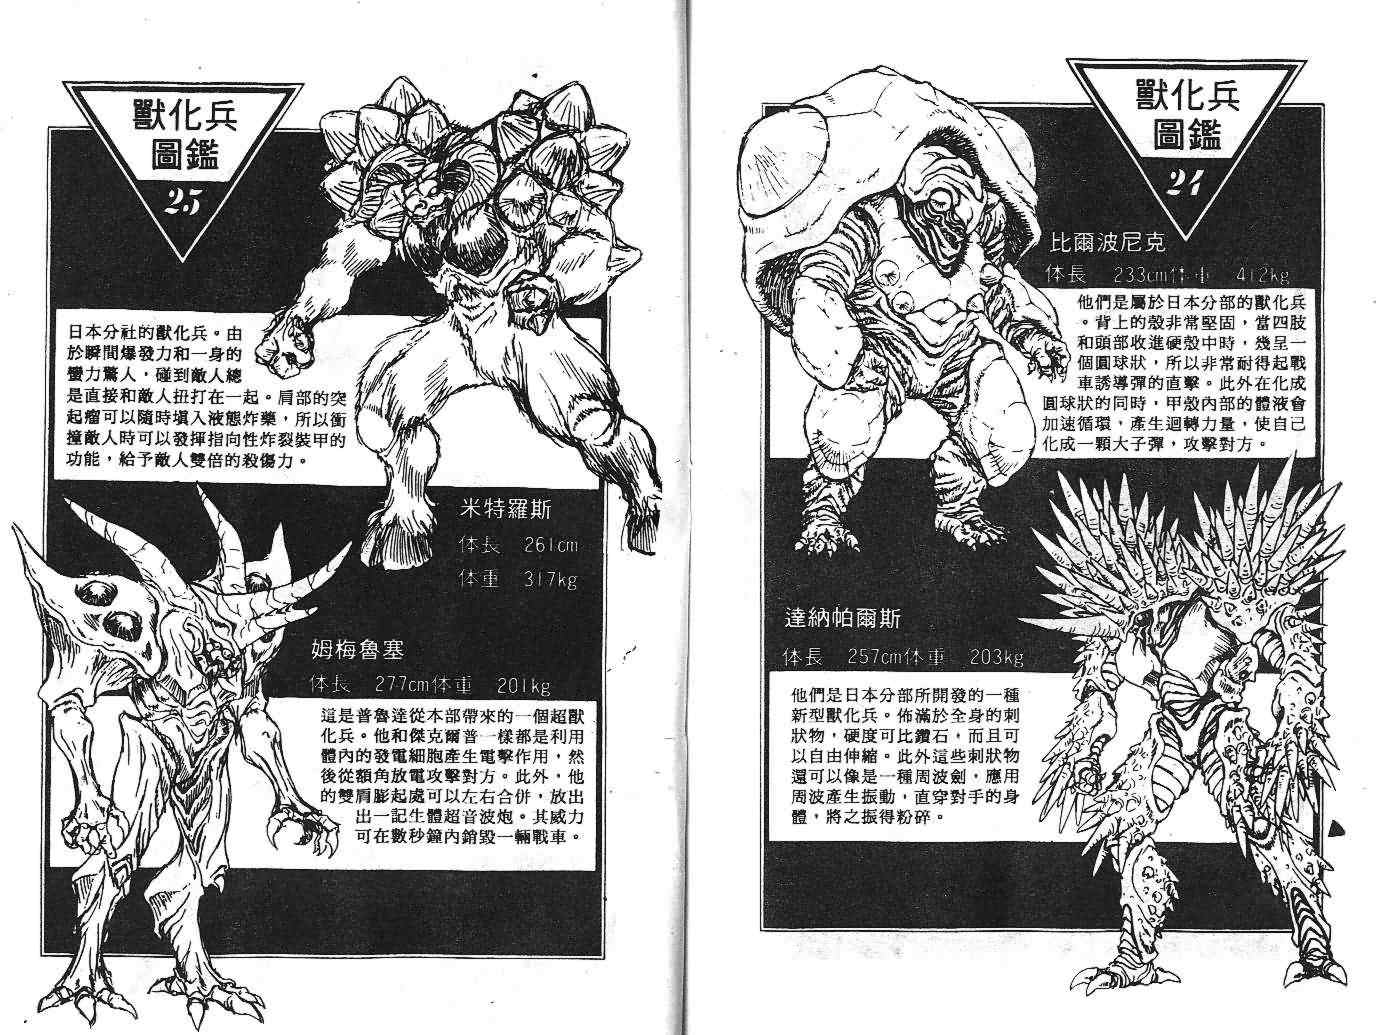 獸化兵
圖鑑
24
比爾波尼克
体長 233cm体重 412kg
他們是屬於日本分部的獸化兵
。背上的殼非常堅固，當四肢
和頭部收進硬殼中時，幾呈一
個圓球狀，所以非常耐得起戰
車誘導彈的直擊。此外在化成
圓球狀的同時，甲殼內部的體液會
加速循環，產生迴轉力量，使自己
化成一顆大子彈，攻擊對方。
達納帕爾斯
体長 257cm体重 203kg
他們是日本分部所開發的一種
新型獸化兵。佈滿於全身的刺
狀物，硬度可比鑽石，而且可
以自由伸縮。此外這些刺狀物
還可以像是一種周波劍，應用
周波產生振動，直穿對手的身
體，將之振得粉碎。
獸化兵
圖鑑
25
日本分社的獸化兵。由
於瞬間爆發力和一身的
蠻力驚人，碰到敵人總
是直接和敵人扭打在一起。肩部的突
起瘤可以隨時填入液態炸藥，所以衝
撞敵人時可以發揮指向性炸裂裝甲的
功能，給予敵人雙倍的殺傷力。
米特羅斯
体長 261cm
体重 317kg
姆梅魯塞
体長 277cm体重 201kg
這是普魯達從本部帶來的一個超獸
化兵。他和傑克爾普一樣都是利用
體內的發電細胞產生電擊作用，然
後從額角放電攻擊對方。此外，他
的雙肩膨起處可以左右合併，放出
出一記生體超音波炮。其威力
可在數秒鐘內銷毀一輛戰車。